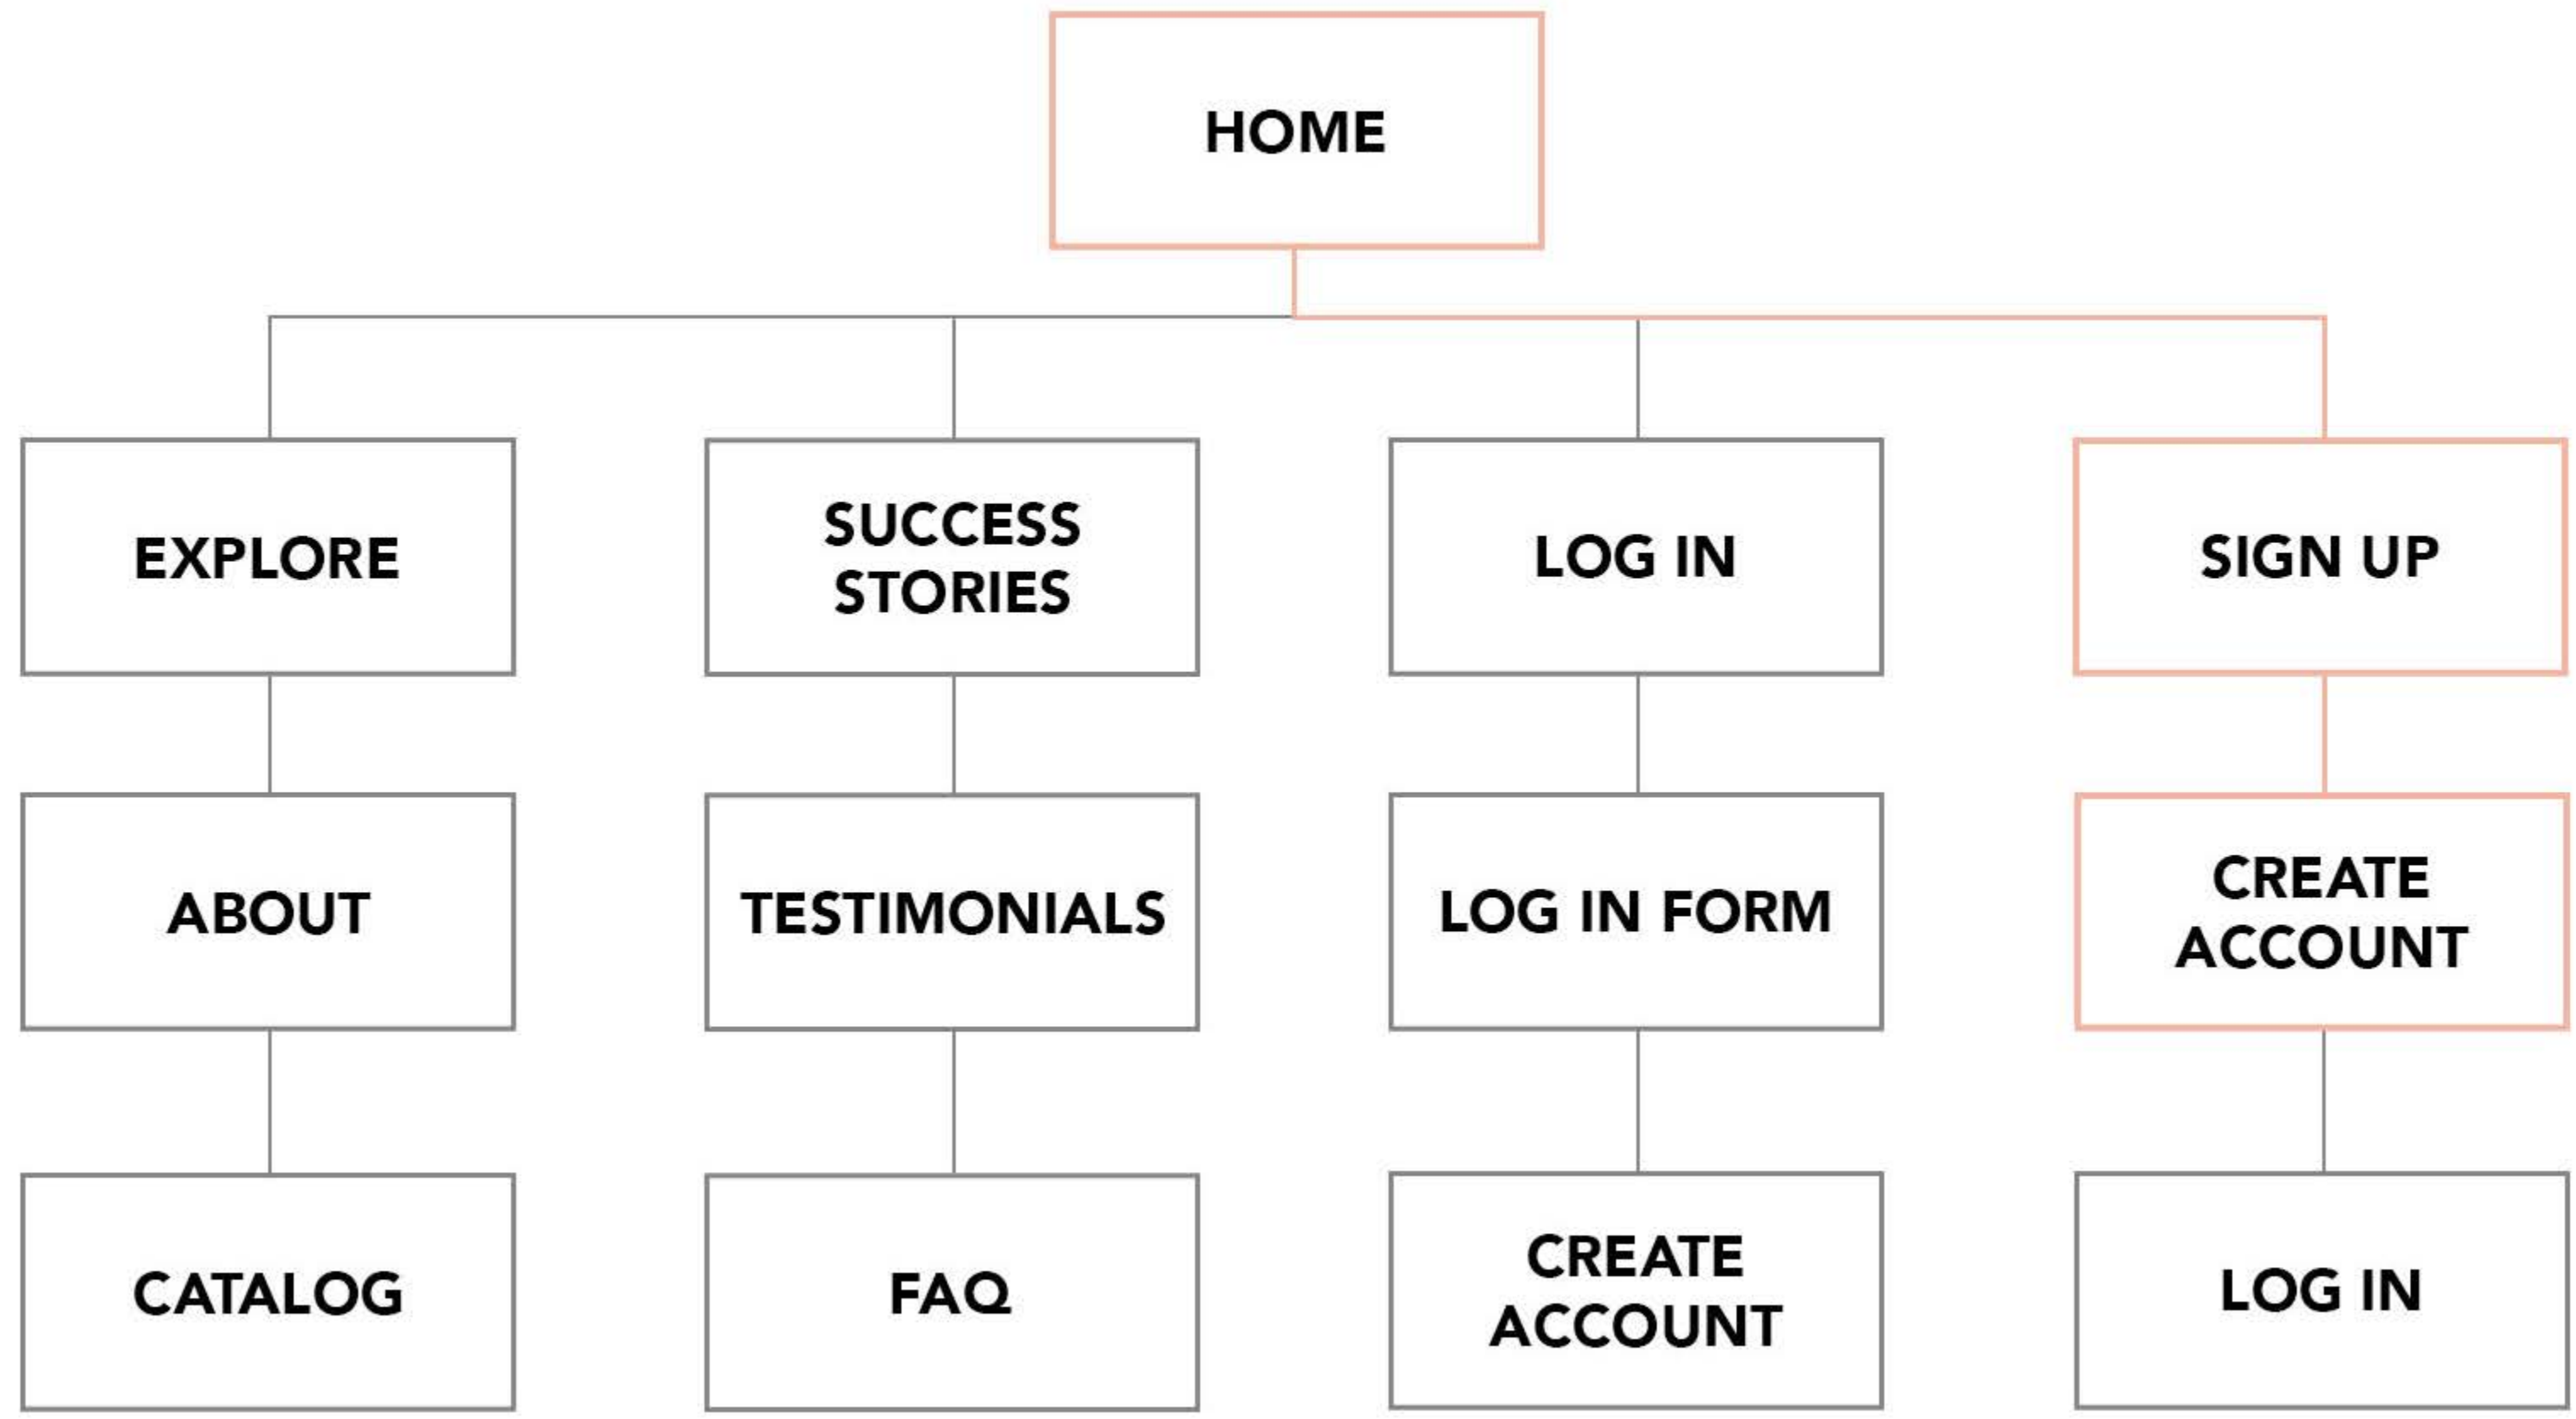 HOME
EXPLORE
SUCCESS
STORIES
LOG IN
SIGN UP
ABOUT
TESTIMONIALS
LOG IN FORM
CREATE
ACCOUNT
CATALOG
FAQ
CREATE
ACCOUNT
LOG IN